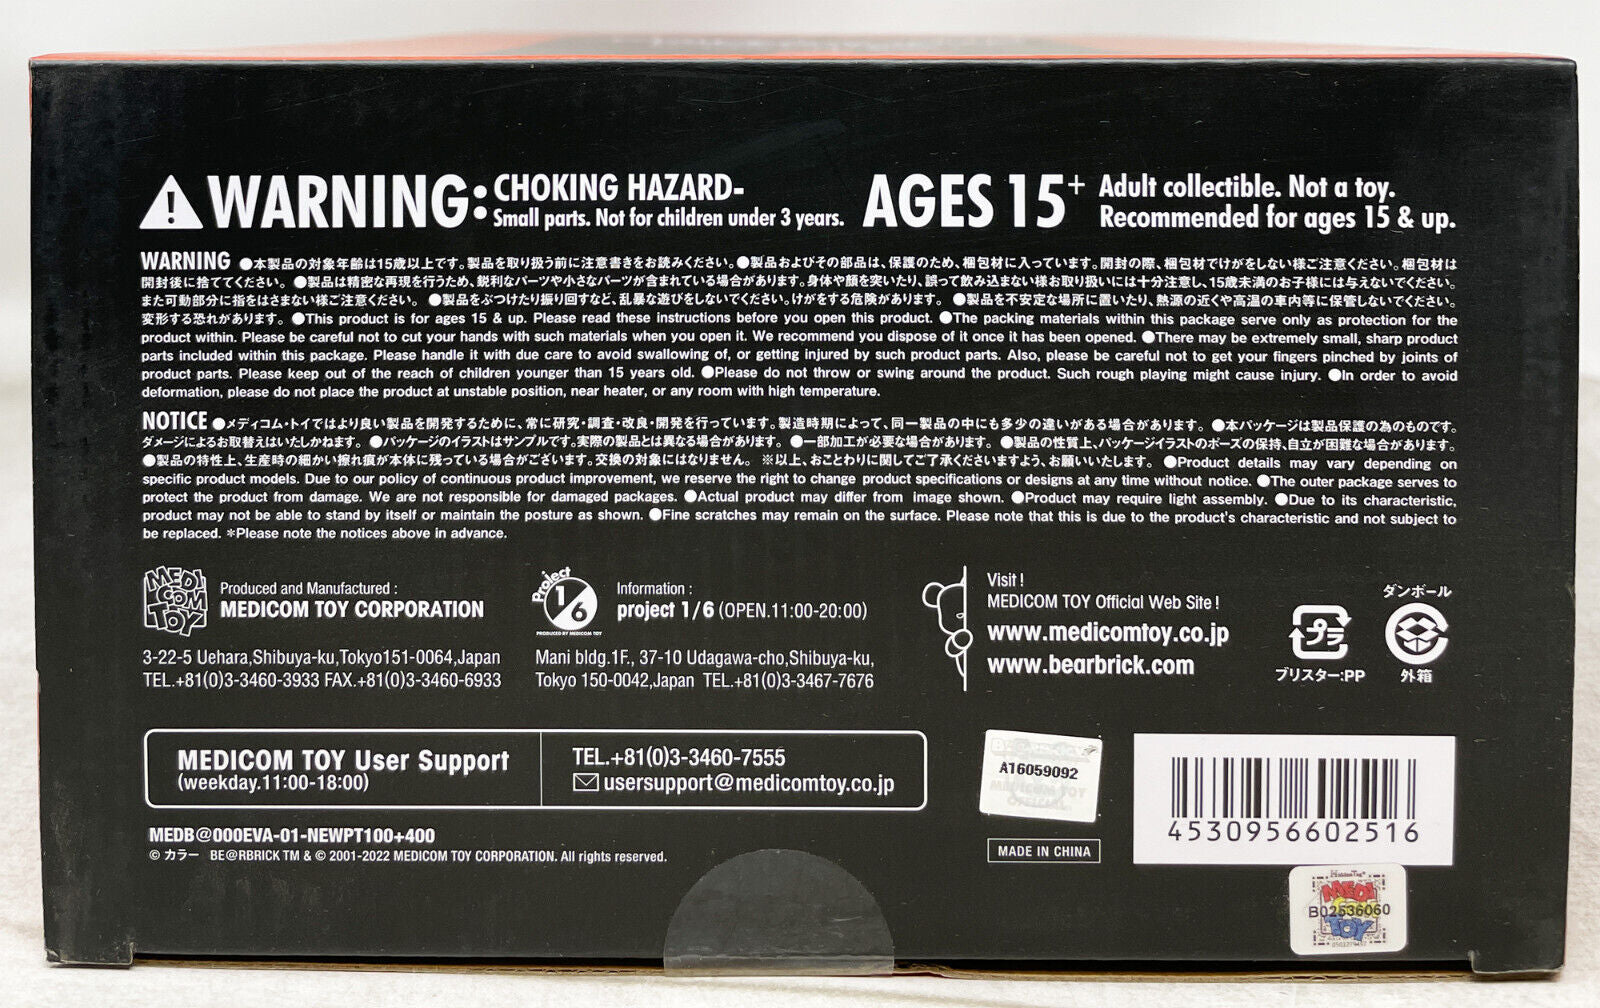 WARNING: CHOKING HAZARD-
Small parts. Not for children under 3 years.
AGES 15+ Adult collectible. Not a toy.
Recommended for ages 15 & up.
WARNING ●本製品の対象年齢は15歳以上です。製品を取り扱う前に注意書きをお読みください。●製品およびその部品は、保護のため、梱包材に入っています。開封の際、梱包材でけがをしない様ご注意ください。梱包材は
開封後に捨ててください。 ●製品は精密な再現を行うため、鋭利なパーツや小さなパーツが含まれている場合があります。身体や顔を突いたり、誤って飲み込まない様お取り扱いには十分注意し、15歳未満のお子様には与えないでください。
また可動部分に指をはさまない様ご注意ください。 ●製品をぶつけたり振り回すなど、乱暴な遊びをしないでください。けがをする危険があります。 ●製品を不安定な場所に置いたり、熱源の近くや高温の車内等に保管しないでください。
変形する恐れがあります。 ●This product is for ages 15 & up. Please read these instructions before you open this product. ●The packing materials within this package serve only as protection for the
product within. Please be careful not to cut your hands with such materials when you open it. We recommend you dispose of it once it has been opened. ●There may be extremely small, sharp product
parts included within this package. Please handle it with due care to avoid swallowing of, or getting injured by such product parts. Also, please be careful not to get your fingers pinched by joints of
product parts. Please keep out of the reach of children younger than 15 years old. ●Please do not throw or swing around the product. Such rough playing might cause injury. ●In order to avoid
deformation, please do not place the product at unstable position, near heater, or any room with high temperature.
NOTICE ●メディコム・トイではより良い製品を開発するために、常に研究・調査・改良・開発を行っています。製造時期によって、同一製品の中にも多少の違いがある場合があります。 ●本パッケージは製品保護の為のものです。
ダメージによるお取替えはいたしかねます。 ●パッケージのイラストはサンプルです。実際の製品とは異なる場合があります。 ●一部加工が必要な場合があります。 ●製品の性質上、パッケージイラストのポーズの保持、自立が困難な場合があります。
●製品の特性上、生産時の細かい擦れ痕が本体に残っている場合がございます。交換の対象にはなりません。 ※以上、おことわりに関してご了承くださいますよう、お願いいたします。 ●Product details may vary depending on
specific product models. Due to our policy of continuous product improvement, we reserve the right to change product specifications or designs at any time without notice. ●The outer package serves to
protect the product from damage. We are not responsible for damaged packages. ●Actual product may differ from image shown. ●Product may require light assembly. ●Due to its characteristic,
product may not be able to stand by itself or maintain the posture as shown. ●Fine scratches may remain on the surface. Please note that this is due to the product's characteristic and not subject to
be replaced. *Please note the notices above in advance.
MEDI
COM
TOY
Produced and Manufactured :
MEDICOM TOY CORPORATION
3-22-5 Uehara,Shibuya-ku,Tokyo151-0064,Japan
TEL.+81(0)3-3460-3933 FAX.+81(0)3-3460-6933
Project
1/6
PRODUCED BY MEDICOM TOY
Information :
project 1/6 (OPEN.11:00-20:00)
Mani bldg.1F., 37-10 Udagawa-cho,Shibuya-ku,
Tokyo 150-0042,Japan TEL.+81(0)3-3467-7676
Visit !
MEDICOM TOY Official Web Site !
www.medicomtoy.co.jp
www.bearbrick.com
プラ
ブリスター:PP
ダンボール
外箱
MEDICOM TOY User Support
(weekday.11:00-18:00)
TEL.+81(0)3-3460-7555
usersupport@medicomtoy.co.jp
MEDB@000EVA-01-NEWPT100+400
© カラー BE@RBRICK TM & © 2001-2022 MEDICOM TOY CORPORATION. All rights reserved.
BE@RBRICK
A16059092
MEDICOM TOY
OFFICIAL
MADE IN CHINA
4530956602516
MEDI
B02536060
TOY